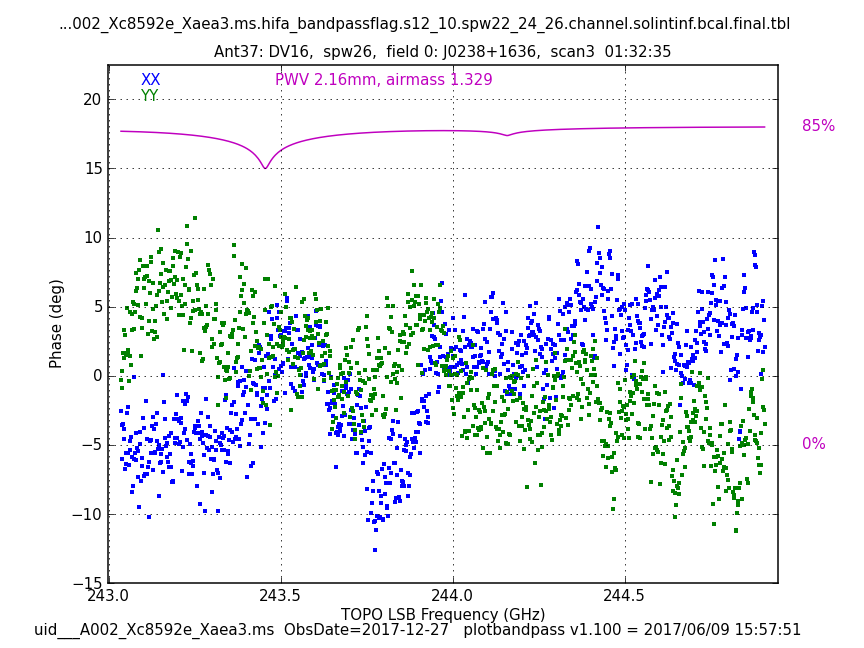 ...002_Xc8592e_Xaea3.ms.hifa_bandpassflag.s12_10.spw22_24_26.channel.solintinf.bcal.final.tbl
Ant37: DV16,  spw26,  field 0: J0238+1636,  scan3  01:32:35
XX
YY
PWV 2.16mm, airmass 1.329
85%
0%
20
15
10
5
0
−5
−10
−15
Phase (deg)
243.0 243.5 244.0 244.5
TOPO LSB Frequency (GHz)
uid___A002_Xc8592e_Xaea3.ms  ObsDate=2017-12-27   plotbandpass v1.100 = 2017/06/09 15:57:51